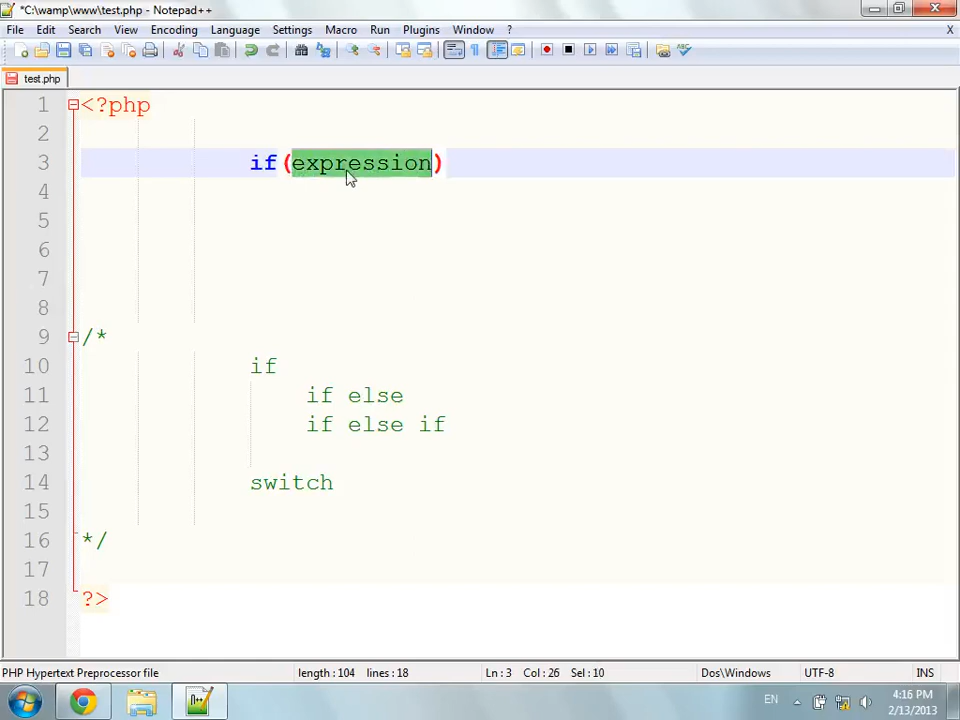 *C:\wamp\www\test.php - Notepad++
File Edit Search View Encoding Language Settings Macro Run Plugins Window ? X
test.php
1 <?php
2
3 if(expression)
4
5
6
7
8
9 /*
10 if
11 if else
12 if else if
13
14 switch
15
16 */
17
18 ?>
PHP Hypertext Preprocessor file length : 104 lines : 18 Ln : 3 Col : 26 Sel : 10 Dos\Windows UTF-8 INS
EN 4:16 PM
2/13/2013